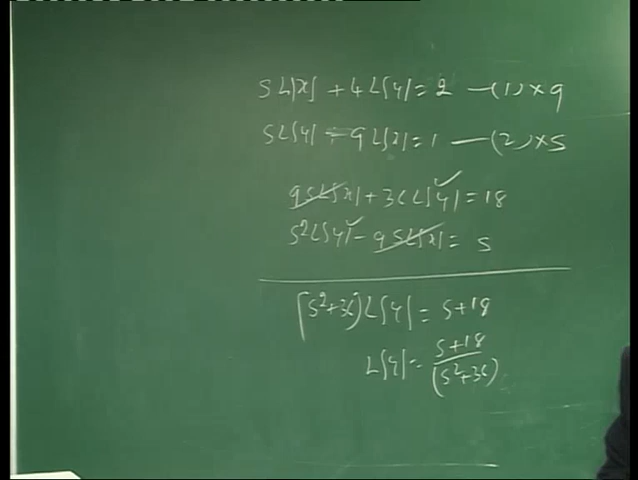 sL[x] + 4L[y] = 2 —(1)×9
sL[y] - 9L[x] = 1 —(2)×s
9sL[x] + 36L[y] = 18
s²L[y] - 9sL[x] = s
(s²+36)L[y] = s+18
L[y] = s+18/(s²+36)